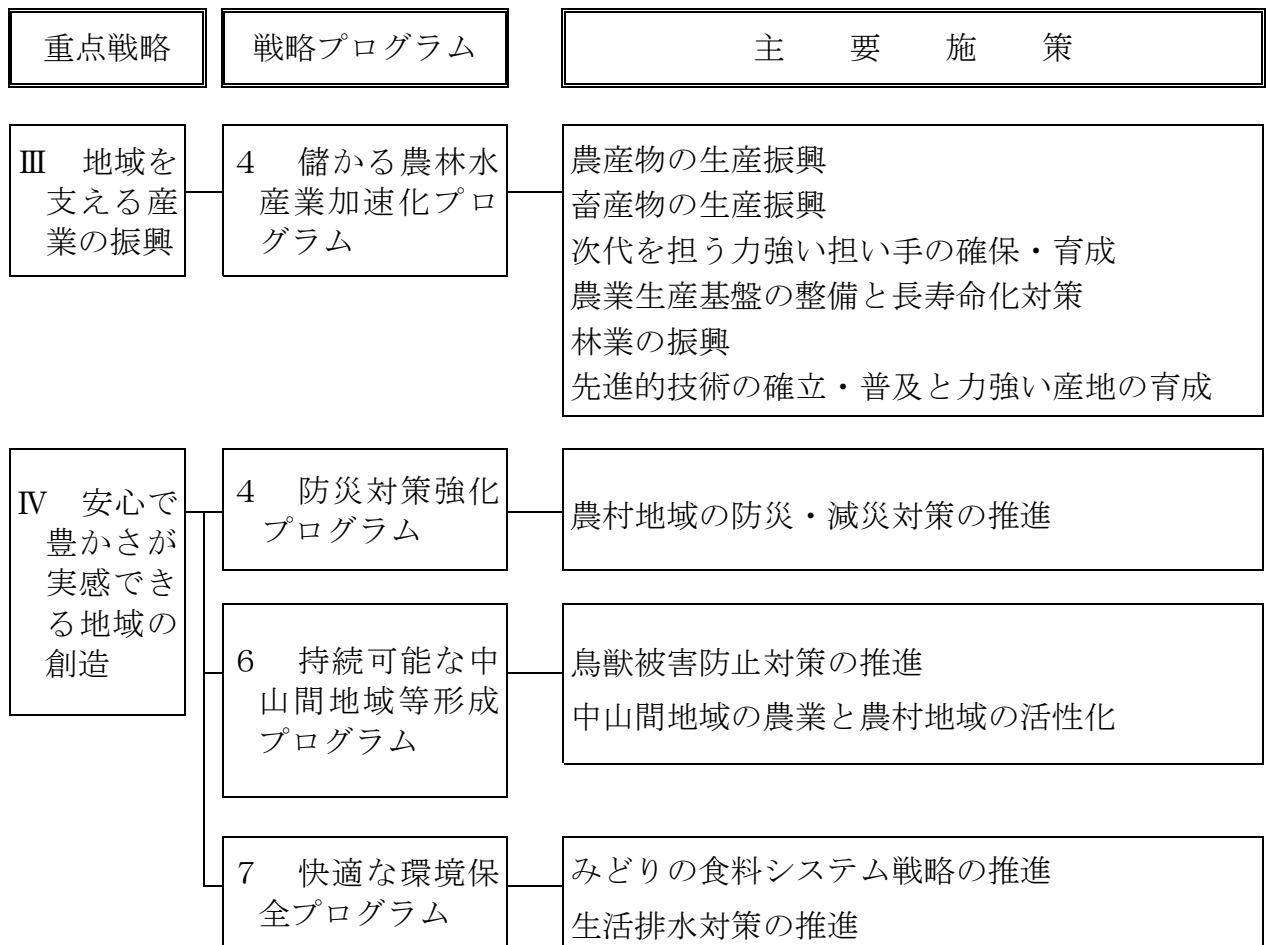 重点戦略
戦略プログラム
主　要　施　策
Ⅲ　地域を
支える産
業の振興
４　儲かる農林水
産業加速化プロ
グラム
農産物の生産振興
畜産物の生産振興
次代を担う力強い担い手の確保・育成
農業生産基盤の整備と長寿命化対策
林業の振興
先進的技術の確立・普及と力強い産地の育成
Ⅳ　安心で
豊かさが
実感でき
る地域の
創造
４　防災対策強化
プログラム
農村地域の防災・減災対策の推進
６　持続可能な中
山間地域等形成
プログラム
鳥獣被害防止対策の推進
中山間地域の農業と農村地域の活性化
７　快適な環境保
全プログラム
みどりの食料システム戦略の推進
生活排水対策の推進